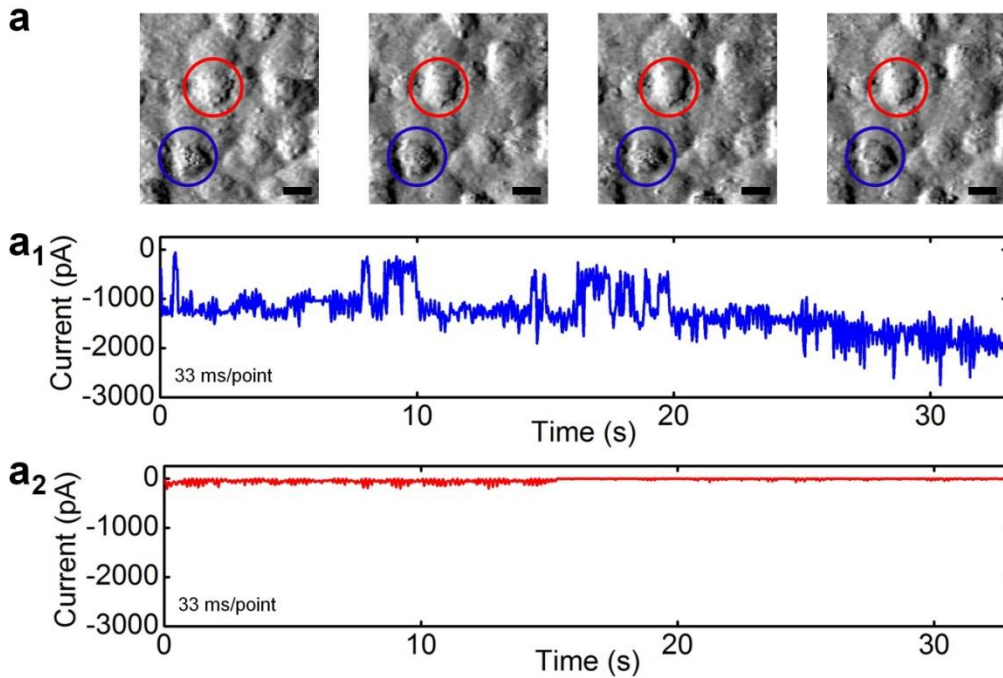 a
a1
0
-1000
-2000
-3000
Current (pA)
33 ms/point
0 10 20 30
Time (s)
a2
0
-1000
-2000
-3000
Current (pA)
33 ms/point
0 10 20 30
Time (s)